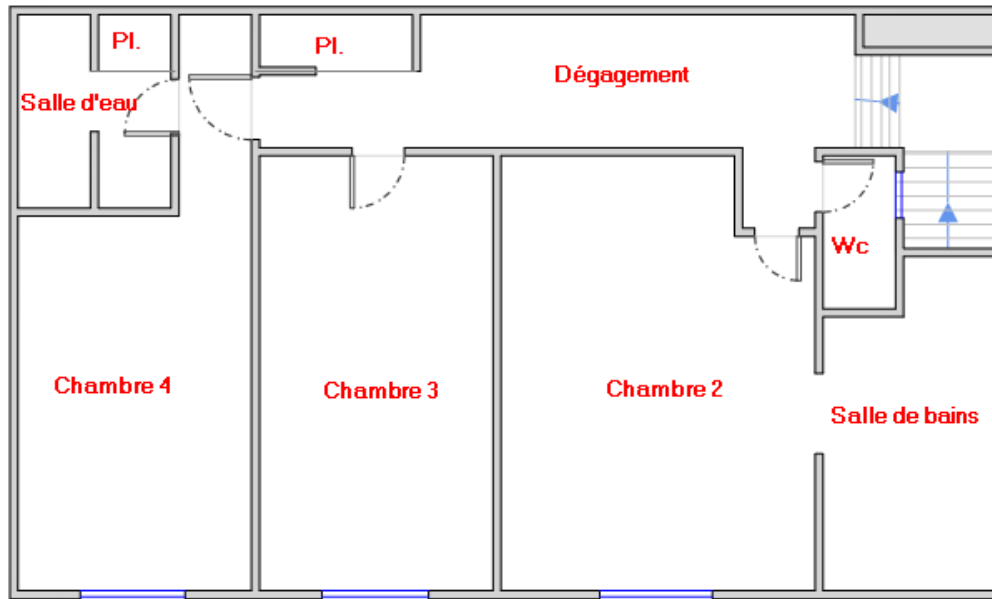 Pl.
Pl.
Dégagement
Salle d'eau
Wc
Chambre 4
Chambre 3
Chambre 2
Salle de bains